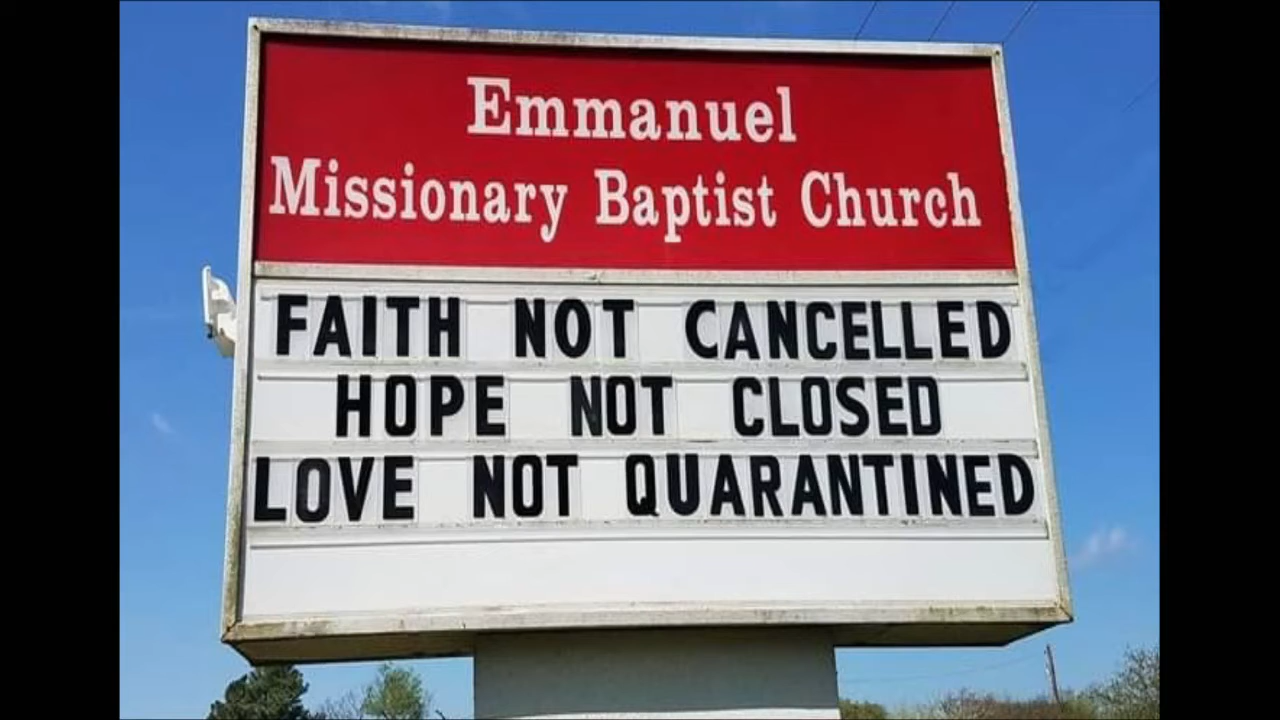 Emmanuel
Missionary Baptist Church
FAITH NOT CANCELLED
HOPE NOT CLOSED
LOVE NOT QUARANTINED